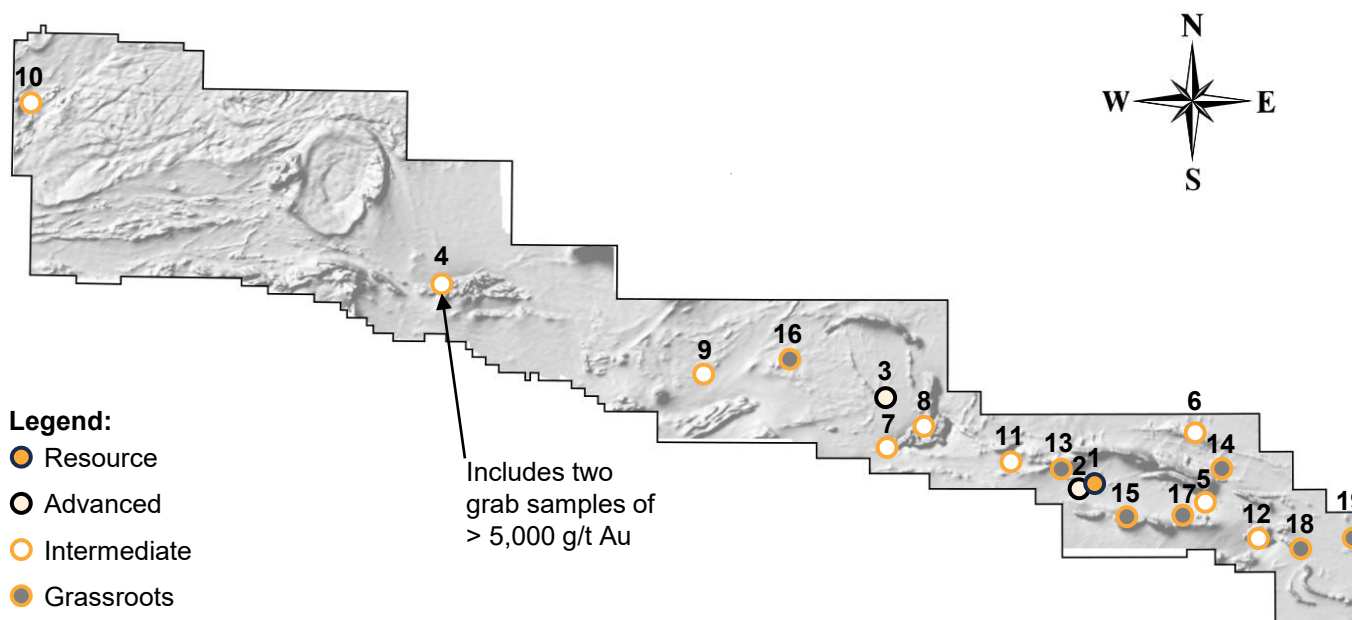 N
10
W
E
S
4
16
9
3
6
8
7
11
13
14
2
1
5
15
17
12
18
19
Legend:
Resource
Advanced
Intermediate
Grassroots
Includes two
grab samples of
> 5,000 g/t Au